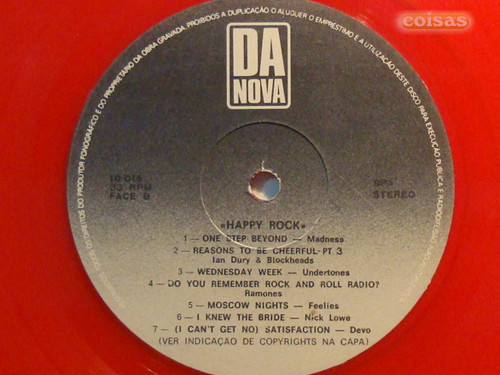 coisas
DIREITOS DO PRODUTOR FONOGRÁFICO E DO PROPRIETÁRIO DA OBRA GRAVADA. PROIBIDOS A DUPLICAÇÃO O ALUGUER O EMPRÉSTIMO E A UTILIZAÇÃO DESTE DISCO PARA EXECUÇÃO PÚBLICA E
DA
NOVA
33 RPM
FACE B
STEREO
«HAPPY ROCK»
1 — ONE STEP BEYOND — Madness
2 — REASONS TO BE CHEERFUL-PT 3
Ian Dury & Blockheads
3 — WEDNESDAY WEEK — Undertones
4 — DO YOU REMEMBER ROCK AND ROLL RADIO?
Ramones
5 — MOSCOW NIGHTS — Feelies
6 — I KNEW THE BRIDE — Nick Lowe
7 — (I CAN'T GET NO) SATISFACTION — Devo
(VER INDICAÇÃO DE COPYRIGHTS NA CAPA)